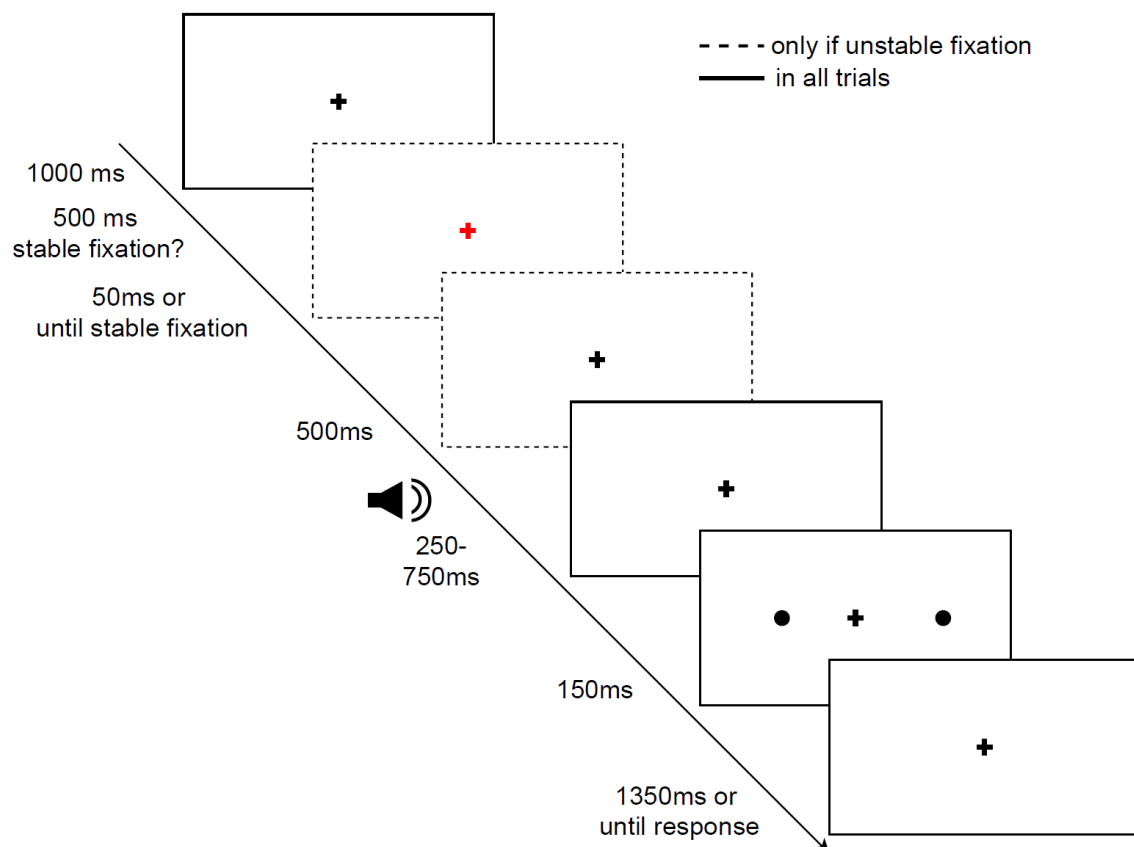 only if unstable fixation
in all trials
1000 ms
500 ms
stable fixation?
50ms or
until stable fixation
500ms
250-
750ms
150ms
1350ms or
until response